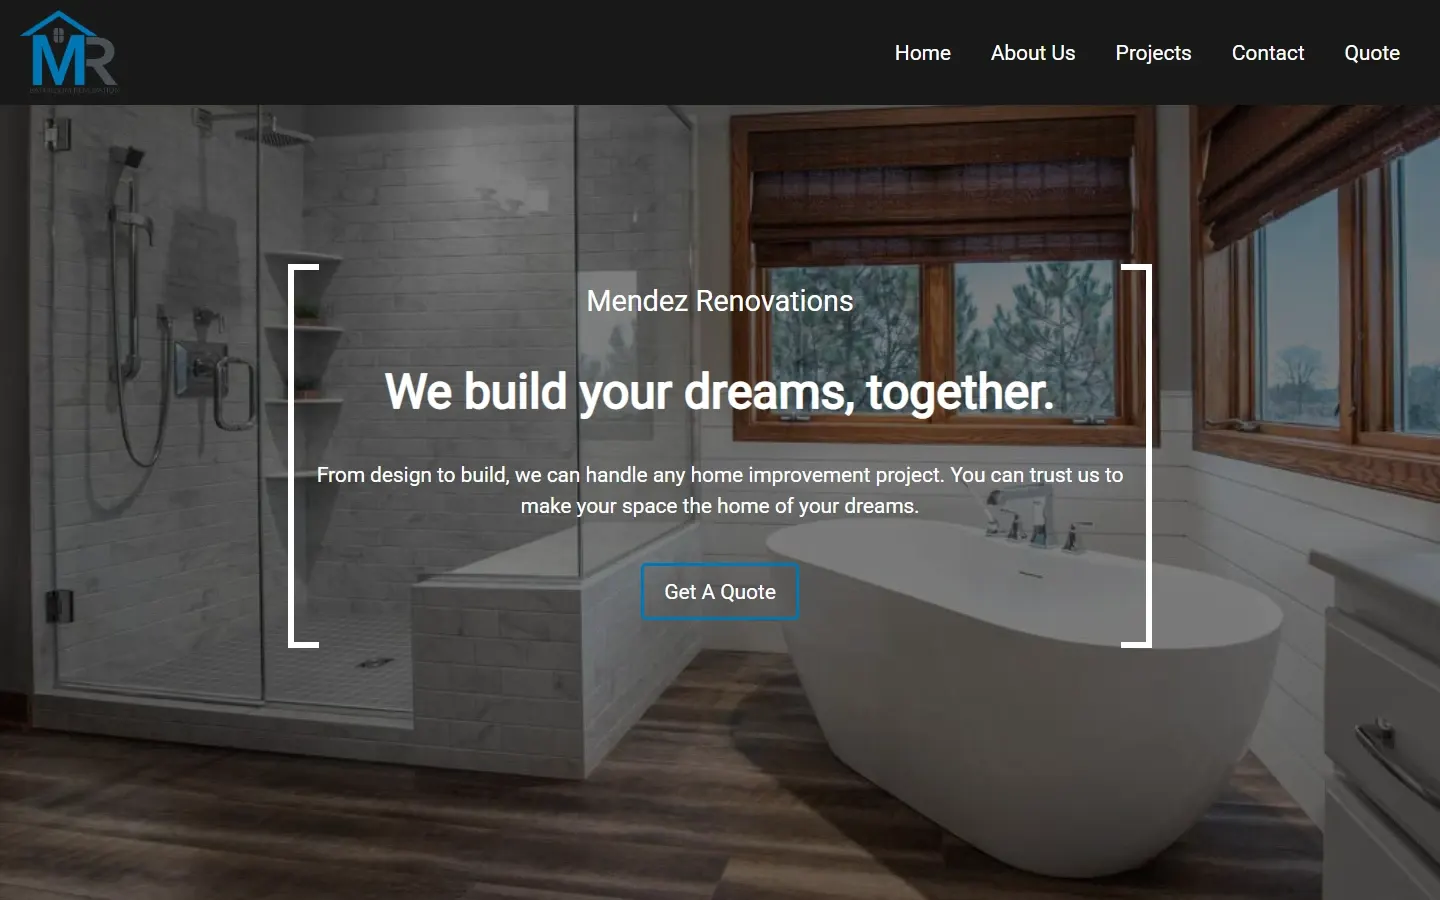 MR
Home
About Us
Projects
Contact
Quote
Mendez Renovations
We build your dreams, together.
From design to build, we can handle any home improvement project. You can trust us to
make your space the home of your dreams.
Get A Quote